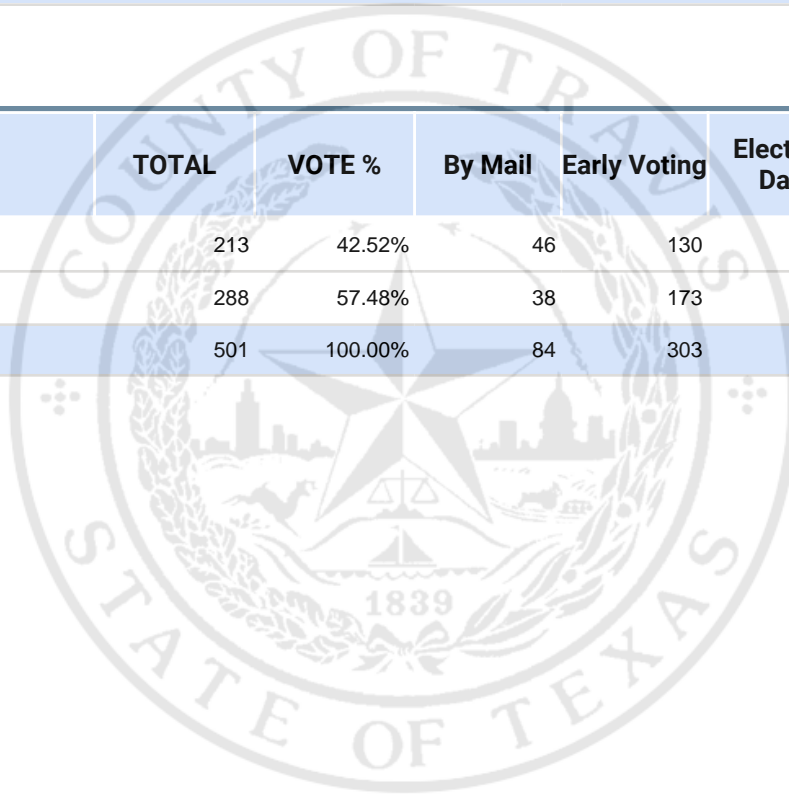 COUNTY OF TRAVIS
TOTAL VOTE % By Mail Early Voting
213 42.52% 46 130
288 57.48% 38 173
501 100.00% 84 303
1839
STATE OF TEXAS